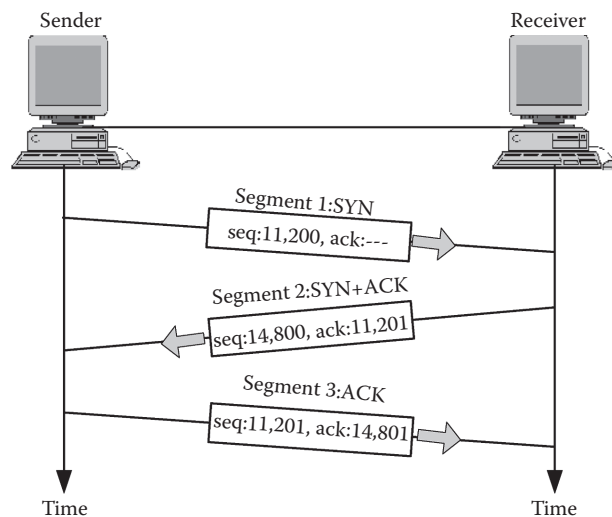 Sender
Receiver
Segment 1:SYN
seq:11,200, ack:---
Segment 2:SYN+ACK
seq:14,800, ack:11,201
Segment 3:ACK
seq:11,201, ack:14,801
Time
Time